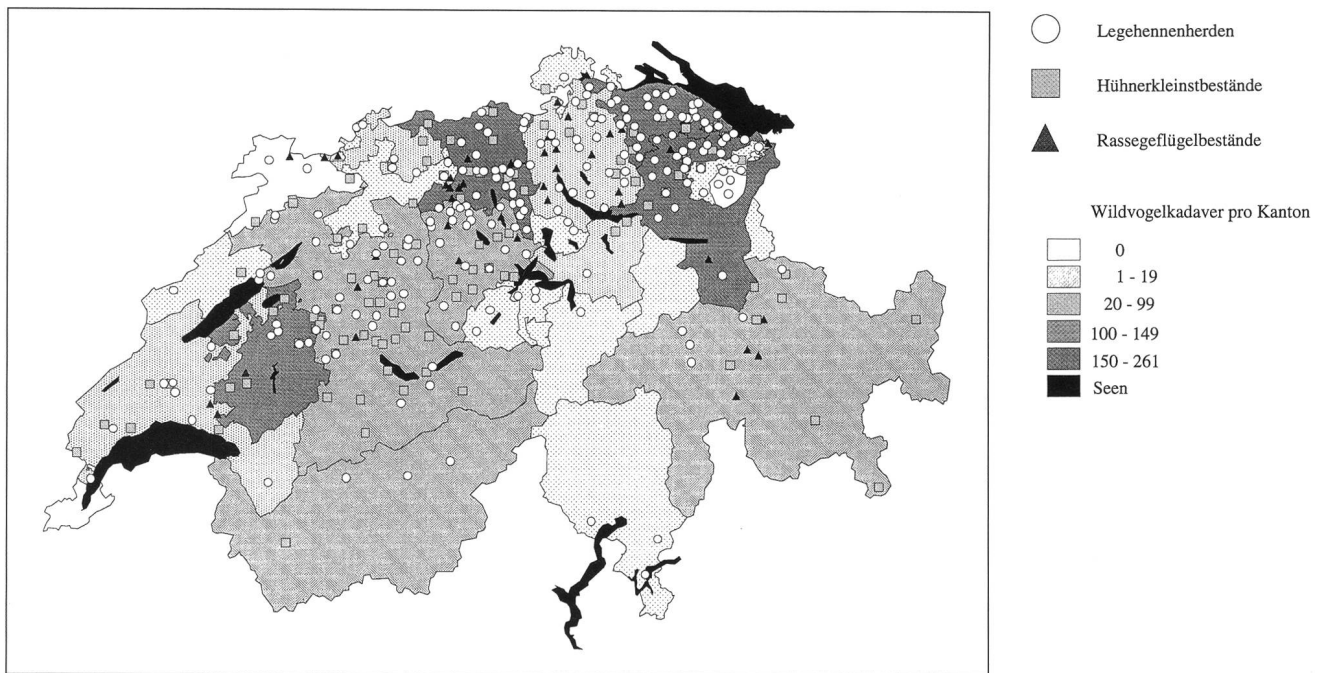 Legehennenherden
Hühnerkleinstbestände
Rassegeflügelbestände
Wildvogelkadaver pro Kanton
0
1 - 19
20 - 99
100 - 149
150 - 261
Seen